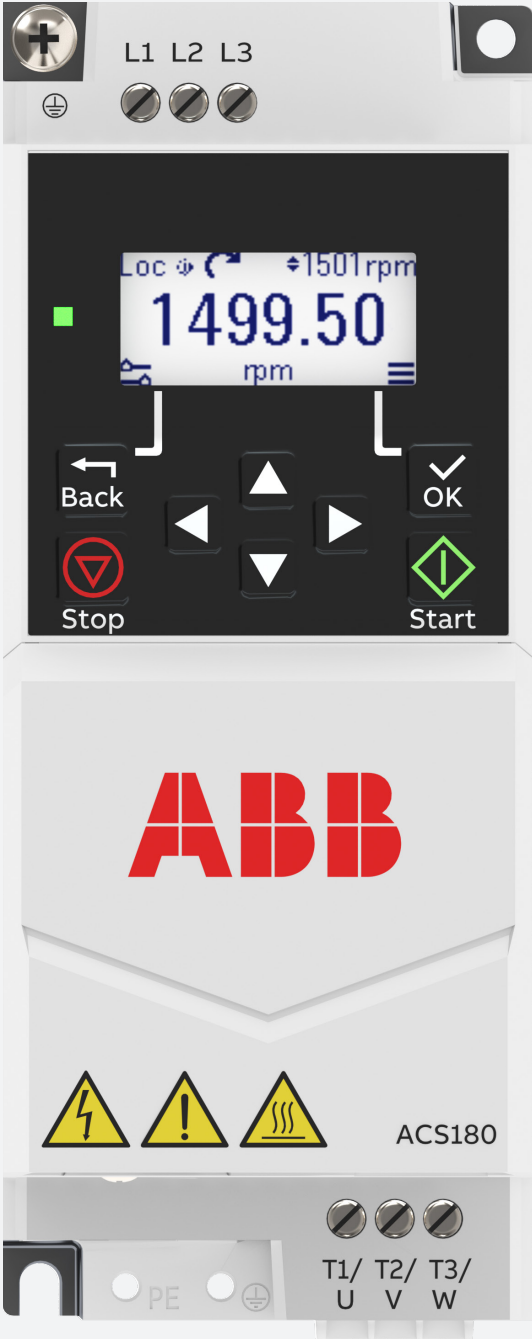 L1 L2 L3
Loc 1501rpm
1499.50
rpm
Back
OK
Stop
Start
ABB
ACS180
T1/ T2/ T3/
U V W
PE